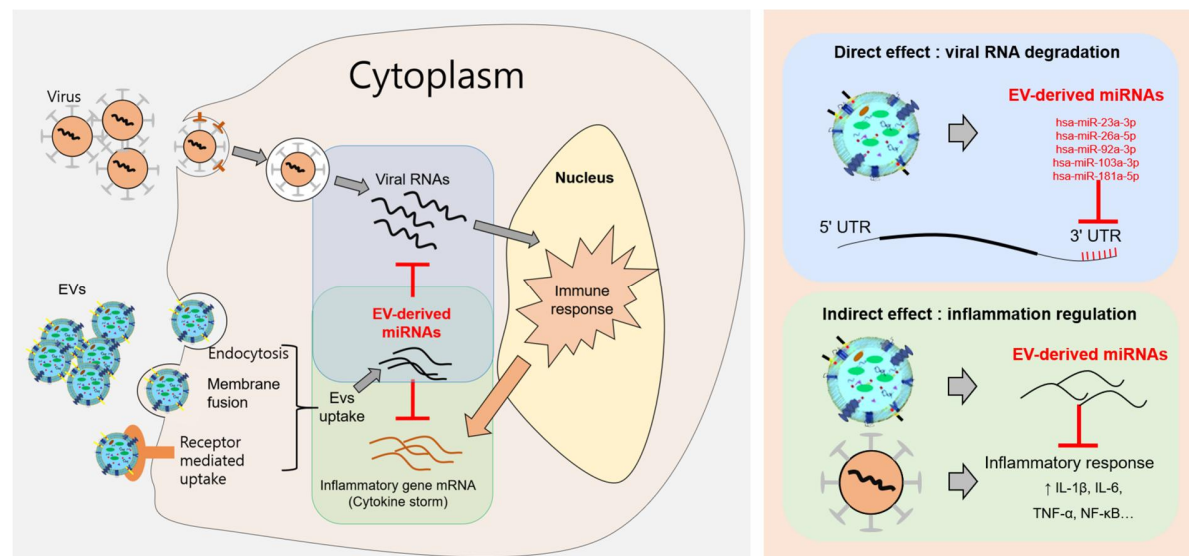 Cytoplasm
Virus
Viral RNAs
Nucleus
Immune
response
EVs
EV-derived
miRNAs
Endocytosis
Membrane
fusion
Evs
uptake
Receptor
mediated
uptake
Inflammatory gene mRNA
(Cytokine storm)
Direct effect : viral RNA degradation
EV-derived miRNAs
hsa-miR-23a-3p
hsa-miR-26a-5p
hsa-miR-92a-3p
hsa-miR-103a-3p
hsa-miR-181a-5p
5' UTR
3' UTR
Indirect effect : inflammation regulation
EV-derived miRNAs
Inflammatory response
↑ IL-1β, IL-6,
TNF-α, NF-κB…